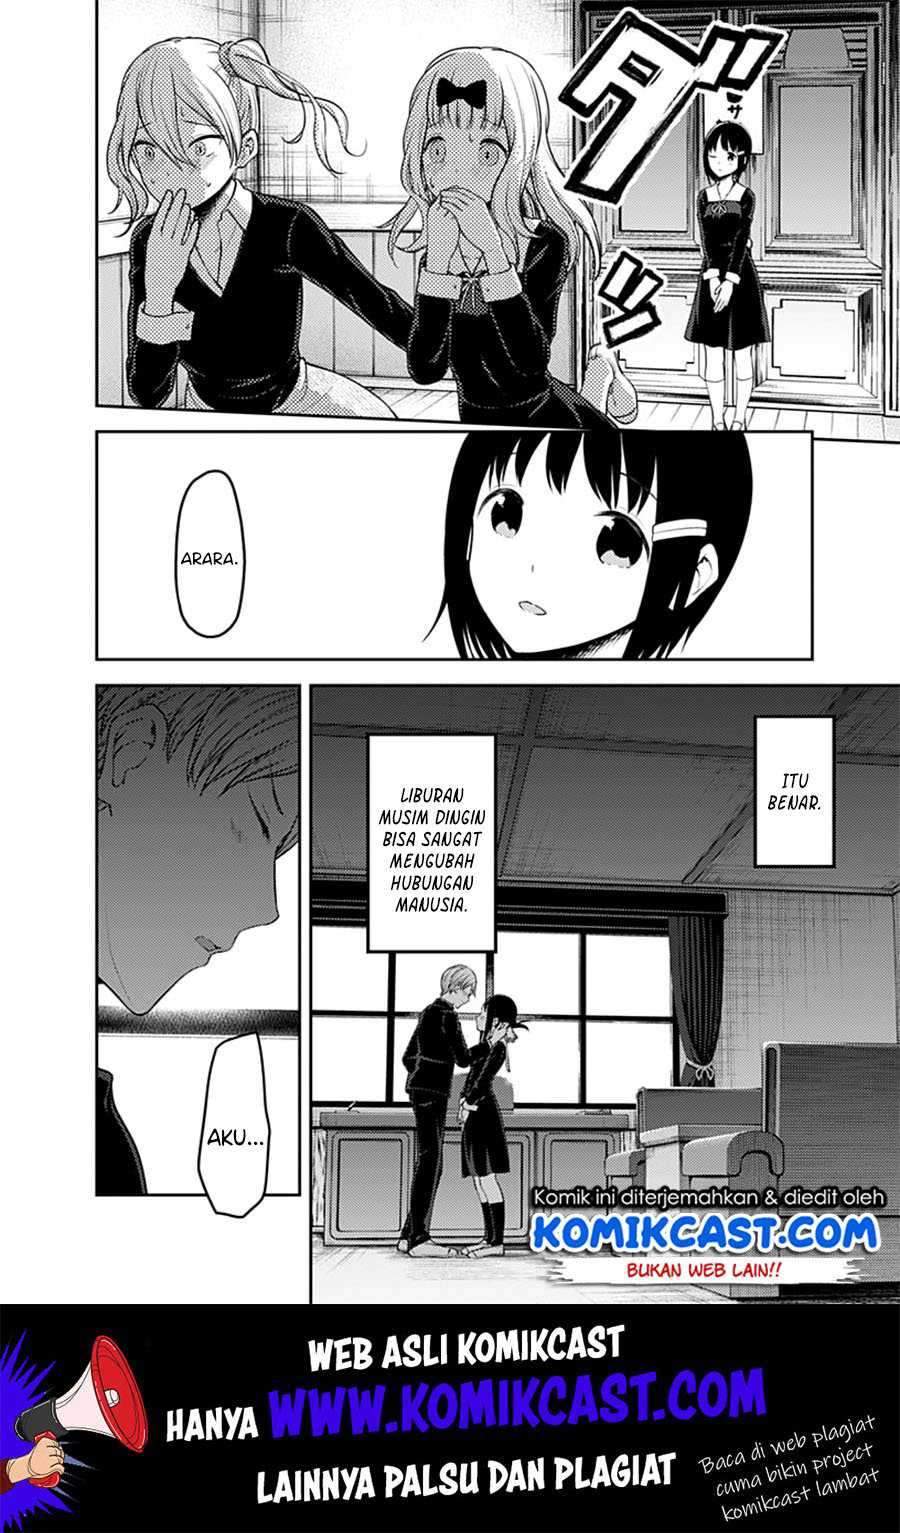 ダッ
サ
ARARA.
ITU
BENAR.
LIBURAN
MUSIM DINGIN
BISA SANGAT
MENGUBAH
HUBUNGAN
MANUSIA.
AKU...
Komik ini diterjemahkan & diedit oleh
KOMIKCAST.COM
BUKAN WEB LAIN!!
WEB ASLI KOMIKCAST
HANYA WWW.KOMIKCAST.COM
LAINNYA PALSU DAN PLAGIAT
Baca di web plagiat
cuma bikin project
komikcast lambat